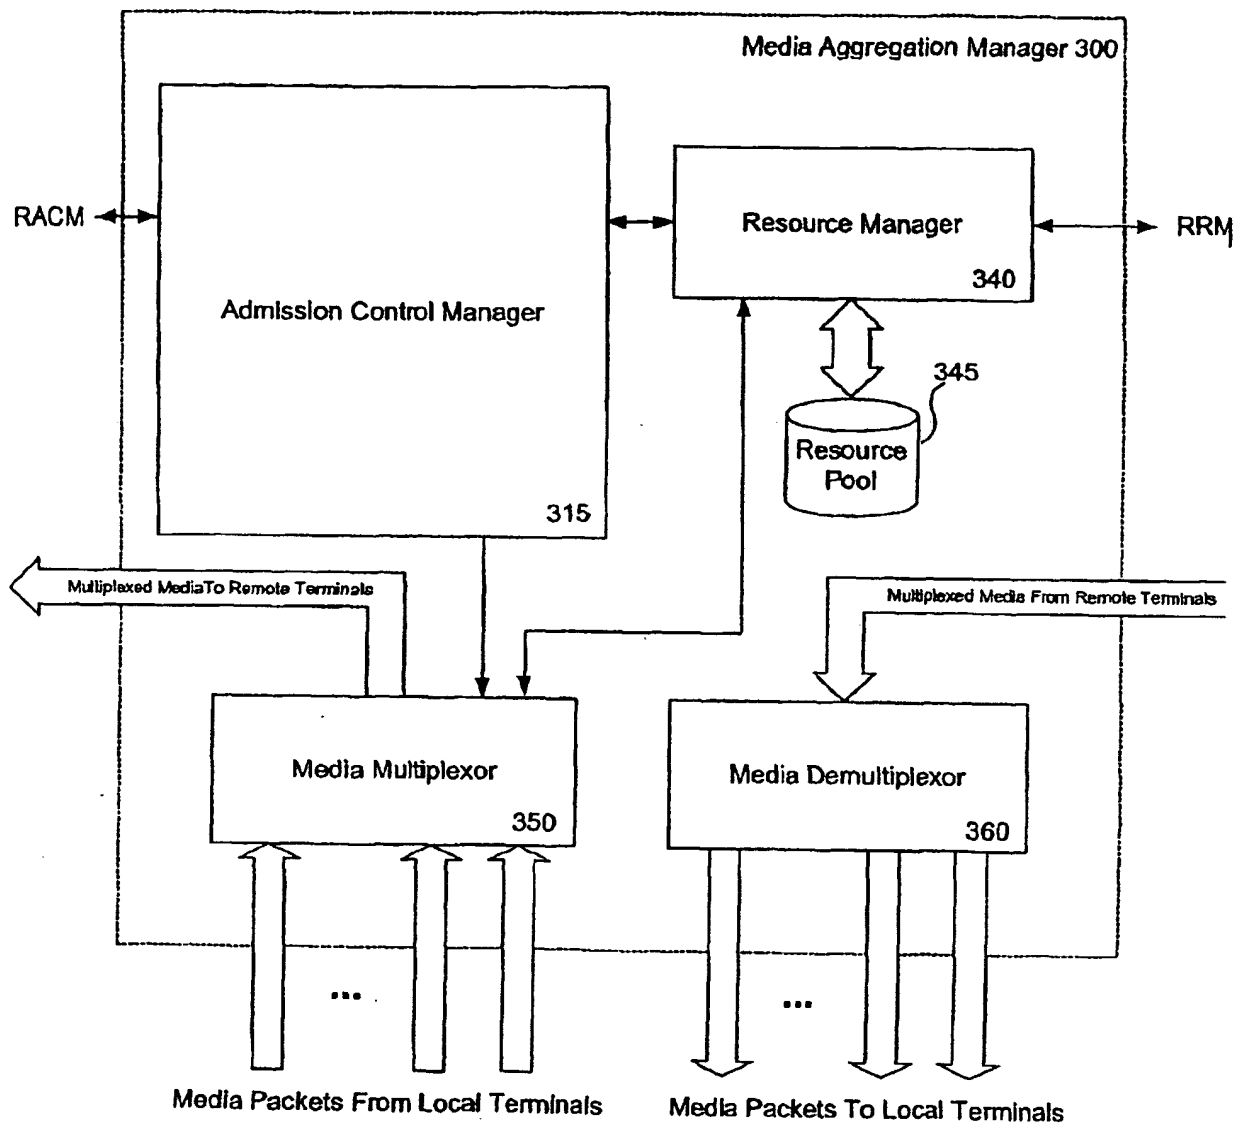 Media Aggregation Manager 300
RACM
Admission Control Manager
315
Resource Manager
340
RRM
345
Resource
Pool
Multiplexed MediaTo Remote Terminals
Multiplexed Media From Remote Terminals
Media Multiplexor
350
Media Demultiplexor
360
...
...
Media Packets From Local Terminals
Media Packets To Local Terminals